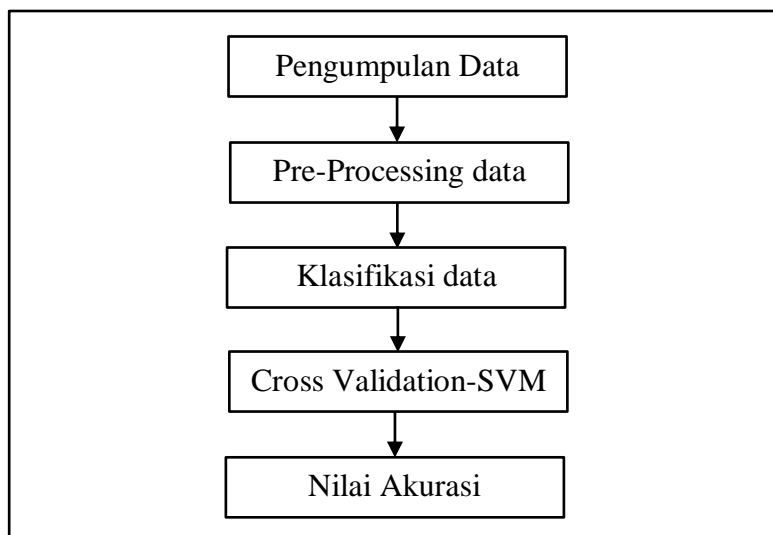 Pengumpulan Data
Pre-Processing data
Klasifikasi data
Cross Validation-SVM
Nilai Akurasi